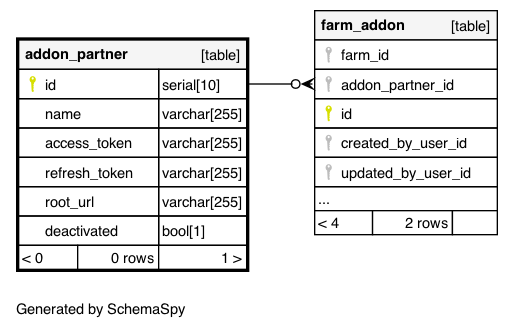 addon_partner [table]
id serial[10]
name varchar[255]
access_token varchar[255]
refresh_token varchar[255]
root_url varchar[255]
deactivated bool[1]
< 0 0 rows 1 >
farm_addon [table]
farm_id
addon_partner_id
id
created_by_user_id
updated_by_user_id
...
< 4 2 rows
Generated by SchemaSpy